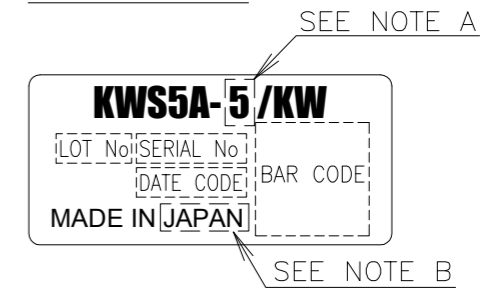 SEE NOTE A
KWS5A-5/KW
LOT No SERIAL No
DATE CODE
BAR CODE
MADE IN JAPAN
SEE NOTE B